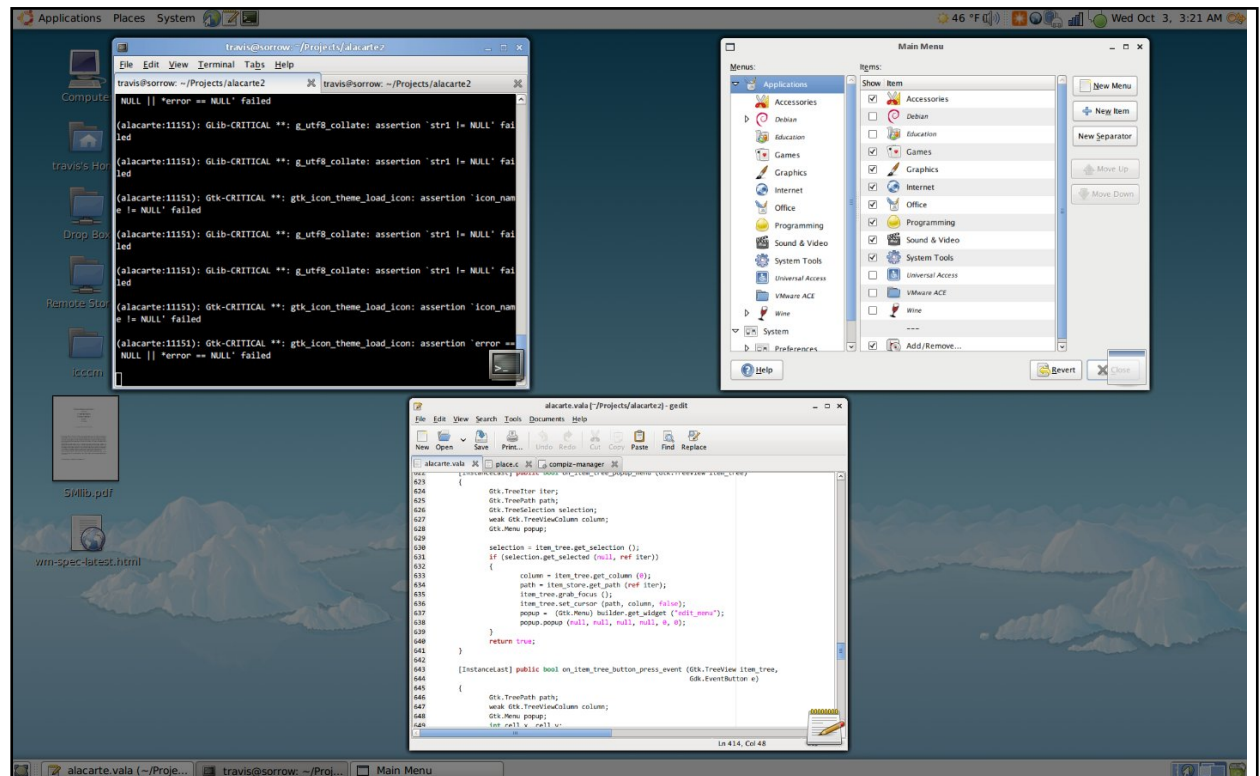 Applications Places System
46 °F
Wed Oct 3, 3:21 AM
Compute
travis's Hom
Drop Box
Remote Stor
icccm
SMlib.pdf
wm-spec-latest.html
travis@sorrow: ~/Projects/alacarte2
File Edit View Terminal Tabs Help
travis@sorrow: ~/Projects/alacarte2
travis@sorrow: ~/Projects/alacarte2
NULL || *error == NULL' failed
(alacarte:11151): GLib-CRITICAL **: g_utf8_collate: assertion `str1 != NULL' fai
led
(alacarte:11151): GLib-CRITICAL **: g_utf8_collate: assertion `str1 != NULL' fai
led
(alacarte:11151): Gtk-CRITICAL **: gtk_icon_theme_load_icon: assertion `icon_nam
e != NULL' failed
(alacarte:11151): GLib-CRITICAL **: g_utf8_collate: assertion `str1 != NULL' fai
led
(alacarte:11151): GLib-CRITICAL **: g_utf8_collate: assertion `str1 != NULL' fai
led
(alacarte:11151): Gtk-CRITICAL **: gtk_icon_theme_load_icon: assertion `icon_nam
e != NULL' failed
(alacarte:11151): Gtk-CRITICAL **: gtk_icon_theme_load_icon: assertion `error ==
NULL || *error == NULL' failed
Main Menu
Menus:
Applications
Accessories
Debian
Education
Games
Graphics
Internet
Office
Programming
Sound & Video
System Tools
Universal Access
VMware ACE
Wine
System
Preferences
Items:
Show Item
Accessories
Debian
Education
Games
Graphics
Internet
Office
Programming
Sound & Video
System Tools
Universal Access
VMware ACE
Wine
---
Add/Remove...
New Menu
New Item
New Separator
Move Up
Move Down
Help
Revert
Close
alacarte.vala (~/Projects/alacarte2) - gedit
File Edit View Search Tools Documents Help
New Open Save Print... Undo Redo Cut Copy Paste Find Replace
alacarte.vala place.c compiz-manager
622 [InstanceLast] public bool on_item_tree_popup_menu (Gtk.TreeView item_tree)
623 {
624 Gtk.TreeIter iter;
625 Gtk.TreePath path;
626 Gtk.TreeSelection selection;
627 weak Gtk.TreeViewColumn column;
628 Gtk.Menu popup;
629
630 selection = item_tree.get_selection ();
631 if (selection.get_selected (null, ref iter))
632 {
633 column = item_tree.get_column (0);
634 path = item_store.get_path (ref iter);
635 item_tree.grab_focus ();
636 item_tree.set_cursor (path, column, false);
637 popup = (Gtk.Menu) builder.get_widget ("edit_menu");
638 popup.popup (null, null, null, null, 0, 0);
639 }
640 return true;
641 }
642
643 [InstanceLast] public bool on_item_tree_button_press_event (Gtk.TreeView item_tree,
644 Gdk.EventButton e)
645 {
646 Gtk.TreePath path;
647 weak Gtk.TreeViewColumn column;
648 Gtk.Menu popup;
649 int cell_x, cell_y;
Ln 414, Col 48
alacarte.vala (~/Proje...
travis@sorrow: ~/Proj...
Main Menu